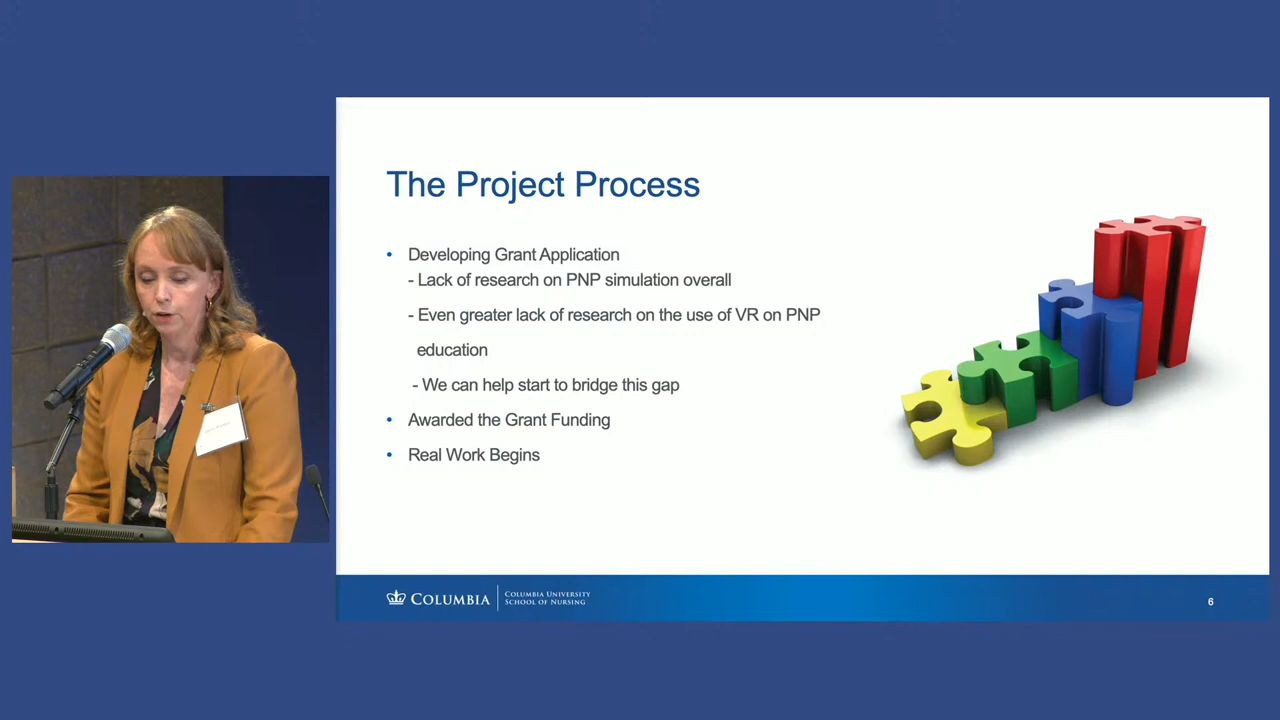 The Project Process
• Developing Grant Application
- Lack of research on PNP simulation overall
- Even greater lack of research on the use of VR on PNP
education
- We can help start to bridge this gap
• Awarded the Grant Funding
• Real Work Begins
COLUMBIA
COLUMBIA UNIVERSITY
SCHOOL OF NURSING
6